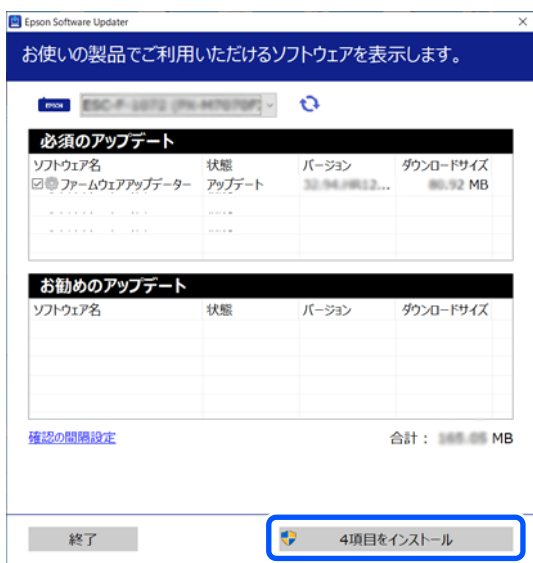 Epson Software Updater
お使いの製品でご利用いただけるソフトウェアを表示します。
EPSON
必須のアップデート
ソフトウェア名 状態 バージョン ダウンロードサイズ
ファームウェアアップデーター アップデート MB
お勧めのアップデート
ソフトウェア名 状態 バージョン ダウンロードサイズ
確認の間隔設定 合計： MB
終了 4項目をインストール